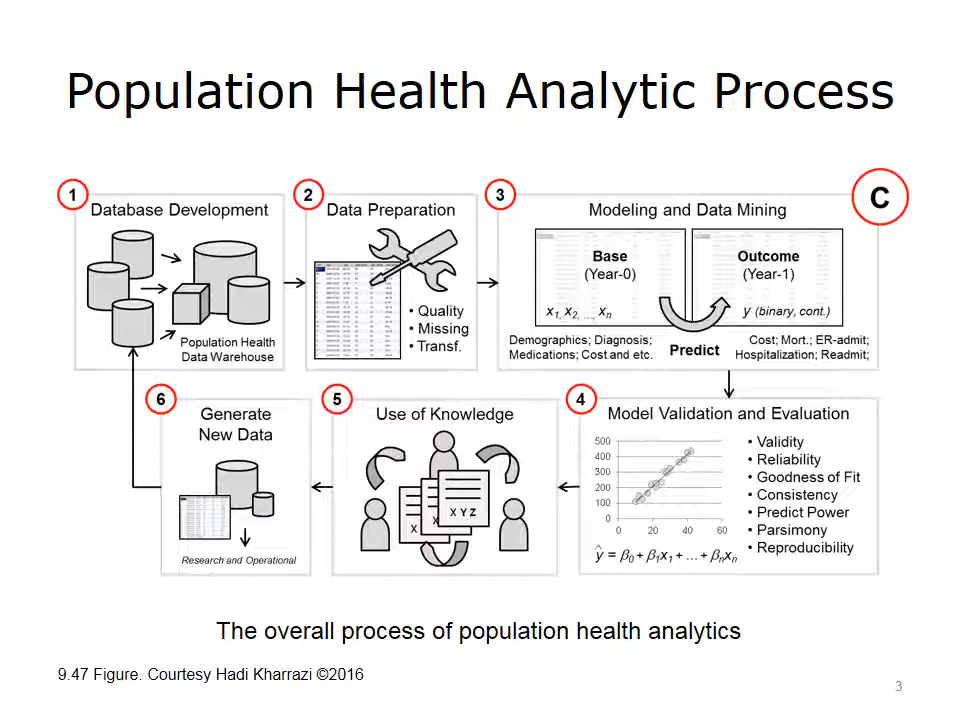 Population Health Analytic Process
C
1
Database Development
Population Health
Data Warehouse
2
Data Preparation
• Quality
• Missing
• Transf.
3
Modeling and Data Mining
Base
(Year-0)
x1, x2, ..., xn
Outcome
(Year-1)
y (binary, cont.)
Demographics; Diagnosis;
Medications; Cost and etc.
Predict
Cost; Mort.; ER-admit;
Hospitalization; Readmit;
6
Generate
New Data
Research and Operational
5
Use of Knowledge
X
X Y Z
4
Model Validation and Evaluation
500
400
300
200
100
0
0 20 40 60
ŷ = β0 + β1x1 + ... + βnxn
• Validity
• Reliability
• Goodness of Fit
• Consistency
• Predict Power
• Parsimony
• Reproducibility
The overall process of population health analytics
9.47 Figure. Courtesy Hadi Kharrazi ©2016
3